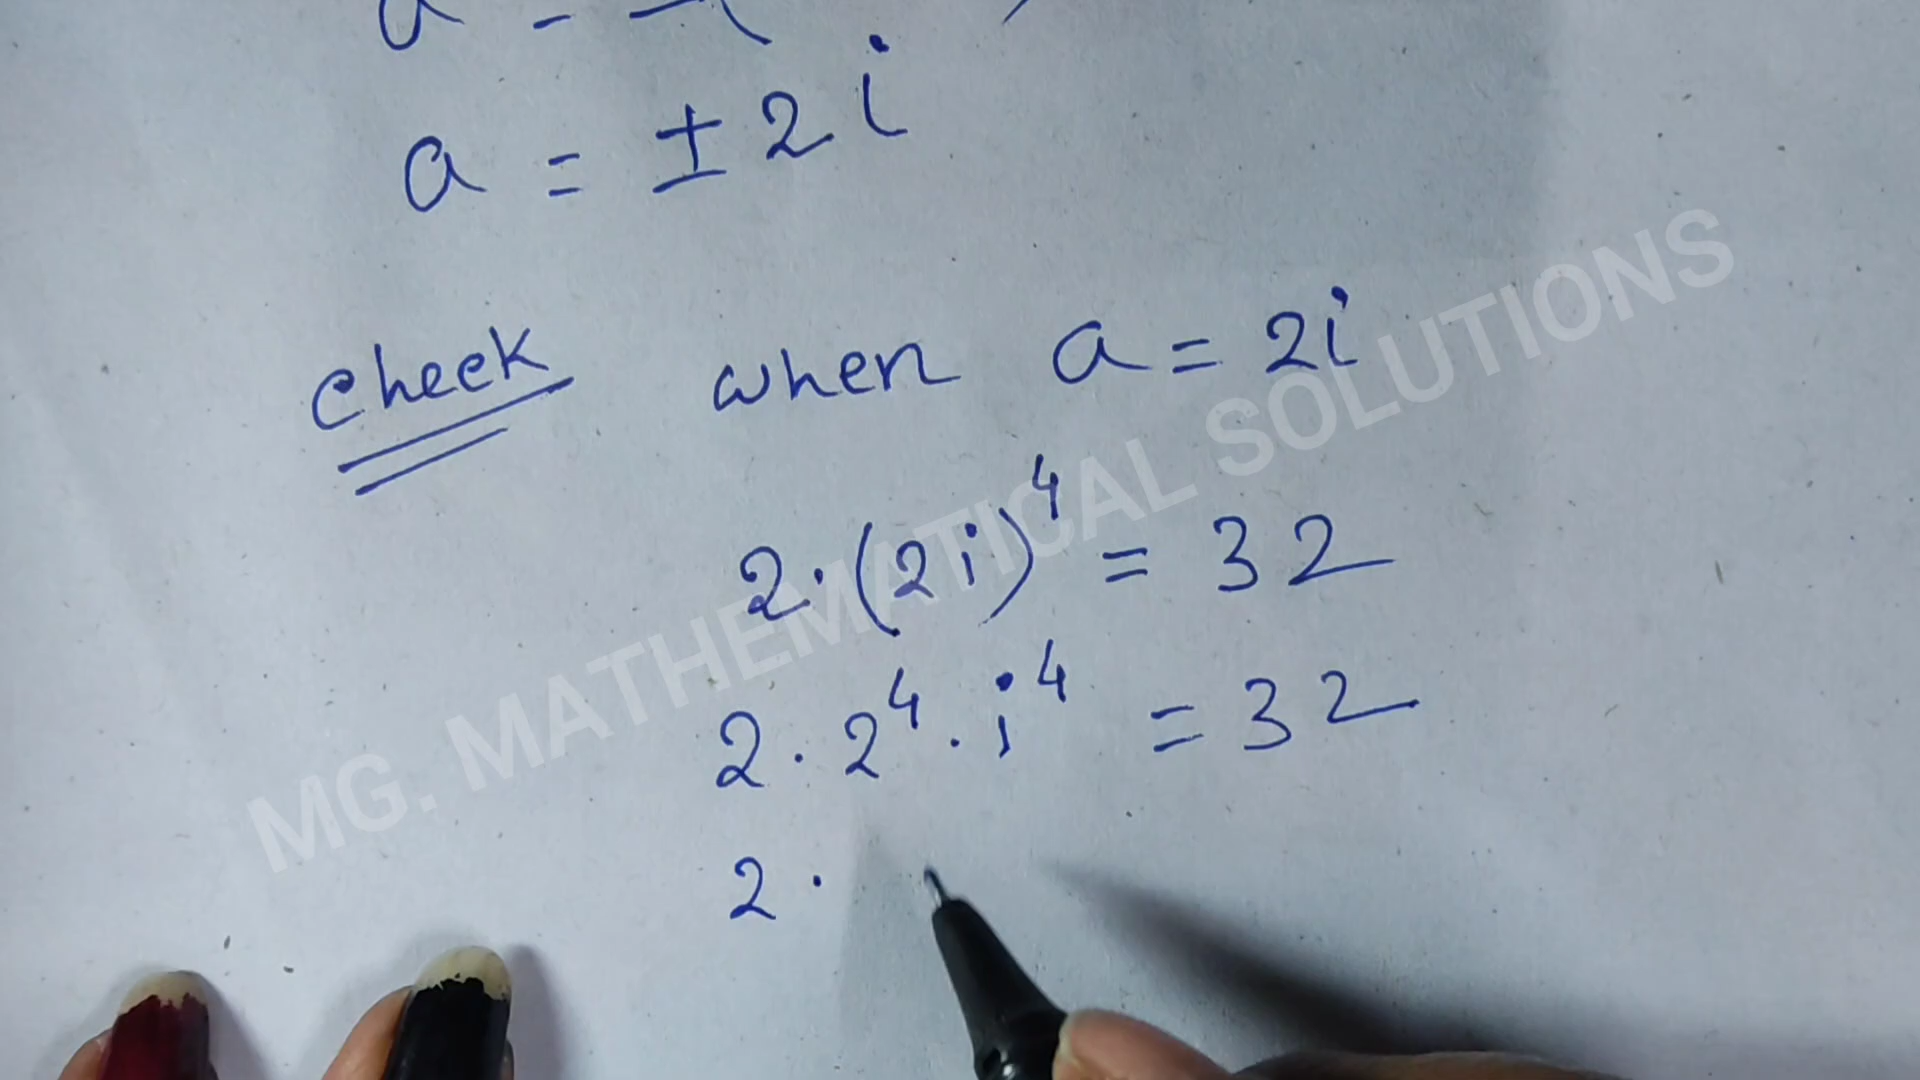 a = ± 2i
check when a = 2i
2·(2i)⁴ = 32
2·2⁴·i⁴ = 32
2·
MG. MATHEMATICAL SOLUTIONS